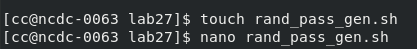 [cc@ncdc-0063 lab27]$ touch rand_pass_gen.sh
[cc@ncdc-0063 lab27]$ nano rand_pass_gen.sh